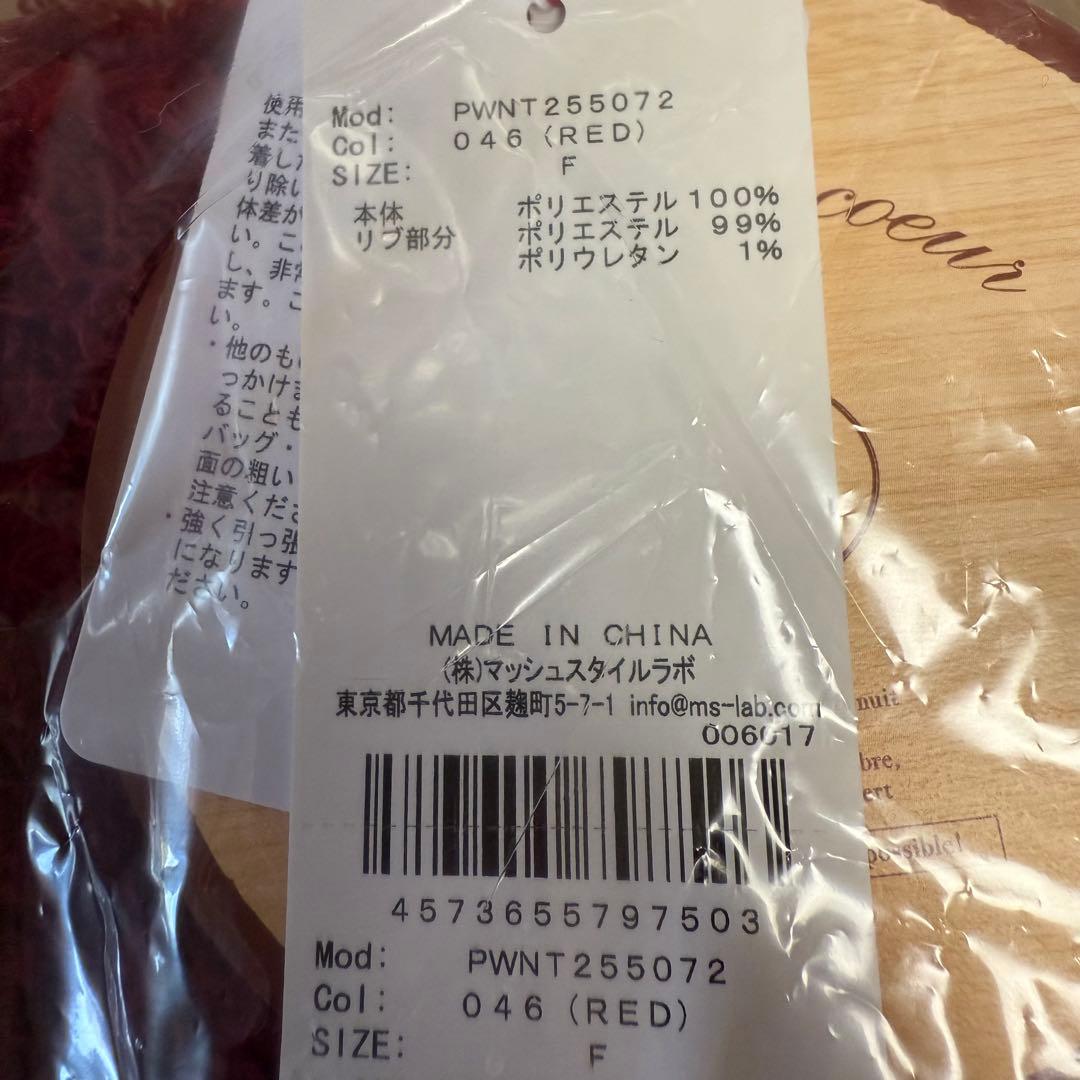 使用
また
着し
り除
体差が
い。こ
し、非常
ます。こ
い。
・他のも
っかけ
ることも
バッグ・
面の粗い
注意くだ
・強く引っ張
になります
ださい。
Mod: PWNT255072
Col: 046 (RED)
SIZE: F
本体 ポリエステル 100%
リブ部分 ポリエステル 99%
ポリウレタン 1%
MADE IN CHINA
(株)マッシュスタイルラボ
東京都千代田区麹町5-7-1 info@ms-lab.com
006017
4573655797503
Mod: PWNT255072
Col: 046 (RED)
SIZE: F
coeur
nuit
possible!